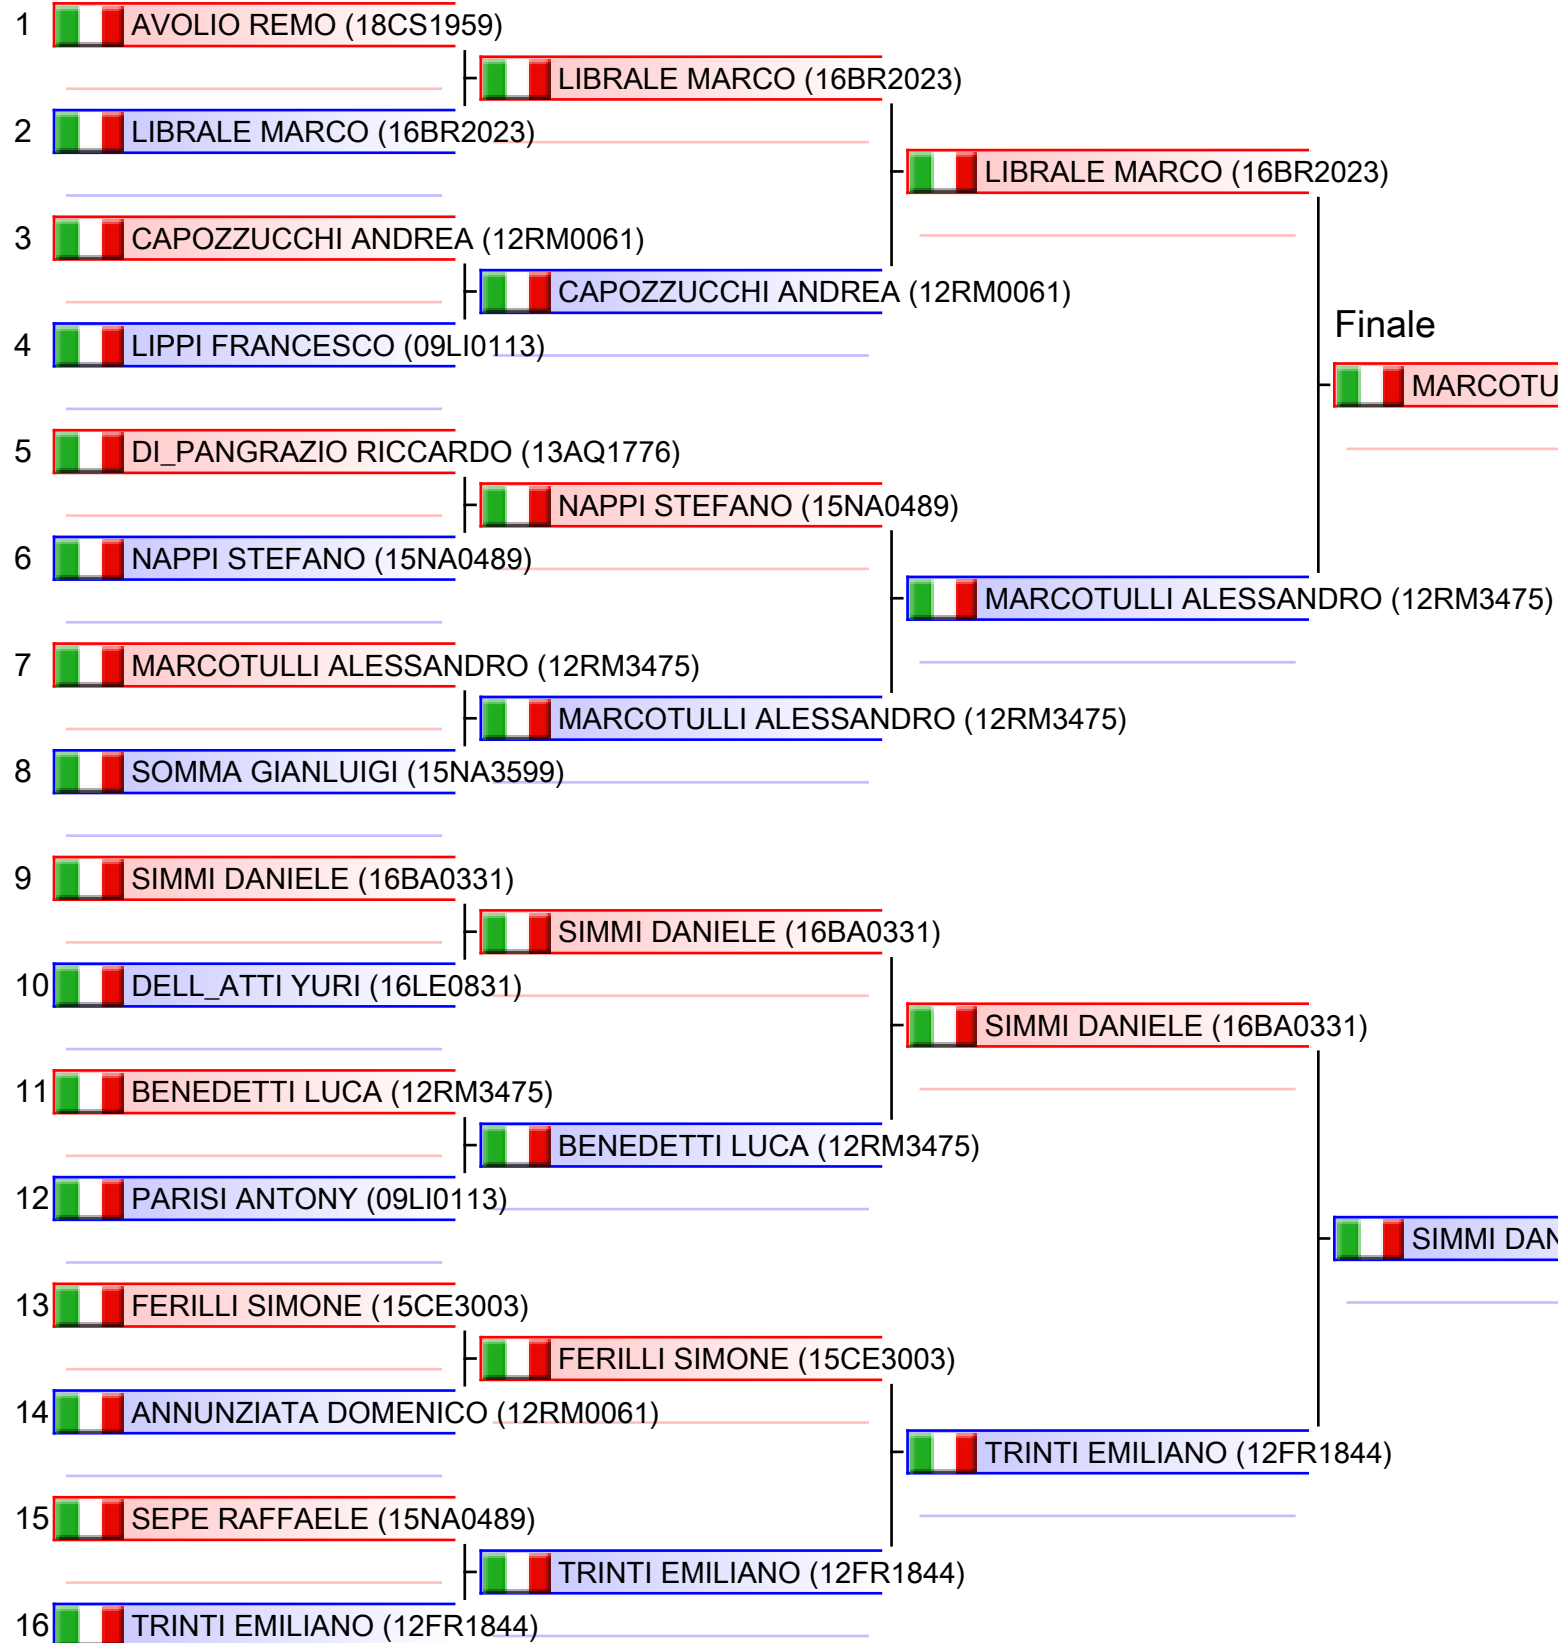 1 AVOLIO REMO (18CS1959)
LIBRALE MARCO (16BR2023)
2 LIBRALE MARCO (16BR2023)
LIBRALE MARCO (16BR2023)
3 CAPOZZUCCHI ANDREA (12RM0061)
CAPOZZUCCHI ANDREA (12RM0061)
Finale
4 LIPPI FRANCESCO (09LI0113)
MARCOTU
5 DI_PANGRAZIO RICCARDO (13AQ1776)
NAPPI STEFANO (15NA0489)
6 NAPPI STEFANO (15NA0489)
MARCOTULLI ALESSANDRO (12RM3475)
7 MARCOTULLI ALESSANDRO (12RM3475)
MARCOTULLI ALESSANDRO (12RM3475)
8 SOMMA GIANLUIGI (15NA3599)
9 SIMMI DANIELE (16BA0331)
SIMMI DANIELE (16BA0331)
10 DELL_ATTI YURI (16LE0831)
SIMMI DANIELE (16BA0331)
11 BENEDETTI LUCA (12RM3475)
BENEDETTI LUCA (12RM3475)
12 PARISI ANTONY (09LI0113)
SIMMI DAN
13 FERILLI SIMONE (15CE3003)
FERILLI SIMONE (15CE3003)
14 ANNUNZIATA DOMENICO (12RM0061)
TRINTI EMILIANO (12FR1844)
15 SEPE RAFFAELE (15NA0489)
TRINTI EMILIANO (12FR1844)
16 TRINTI EMILIANO (12FR1844)